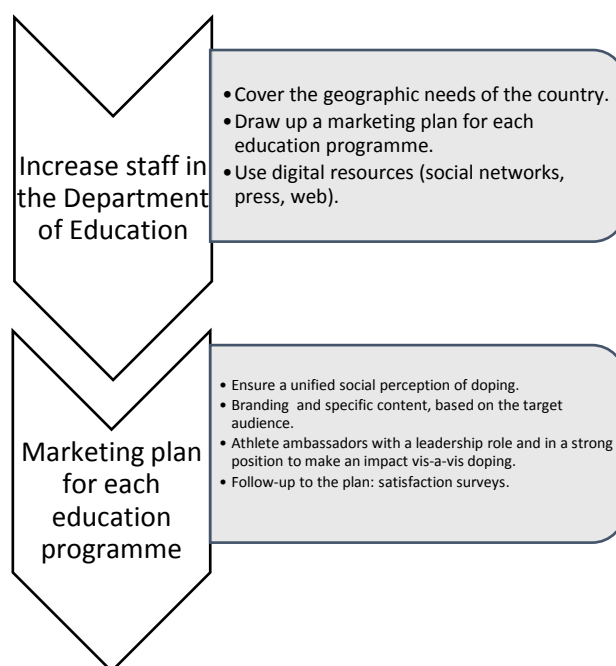 Increase staff in
the Department
of Education
•Cover the geographic needs of the country.
•Draw up a marketing plan for each
education programme.
•Use digital resources (social networks,
press, web).
Marketing plan
for each
education
programme
• Ensure a unified social perception of doping.
• Branding and specific content, based on the target
audience.
• Athlete ambassadors with a leadership role and in a strong
position to make an impact vis-a-vis doping.
• Follow-up to the plan: satisfaction surveys.